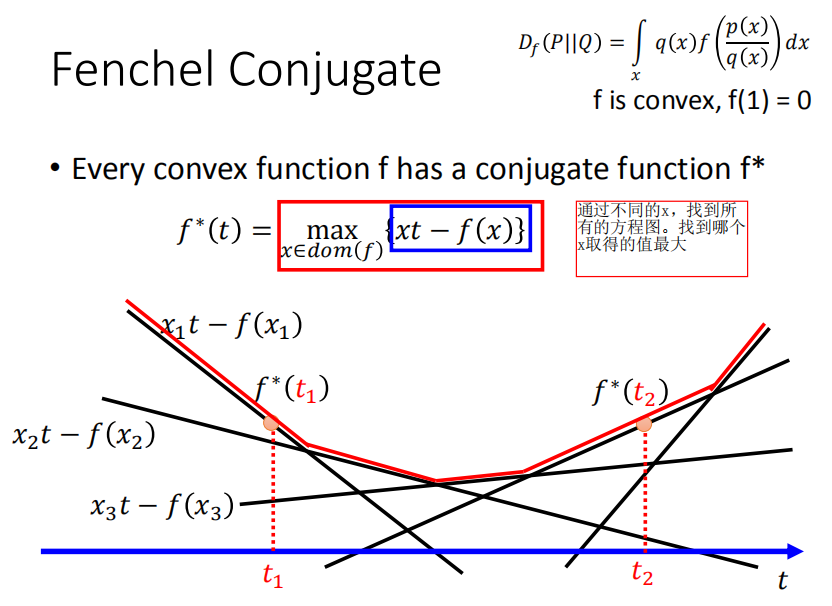 Fenchel Conjugate
D_f(P||Q) = ∫_x q(x) f(p(x)/q(x)) dx
f is convex, f(1) = 0
• Every convex function f has a conjugate function f*
f*(t) = max_{x∈dom(f)} {xt − f(x)}
通过不同的x，找到所
有的方程图。找到哪个
x取得的值最大
x₁t − f(x₁)
f*(t₁)
f*(t₂)
x₂t − f(x₂)
x₃t − f(x₃)
t₁
t₂
t